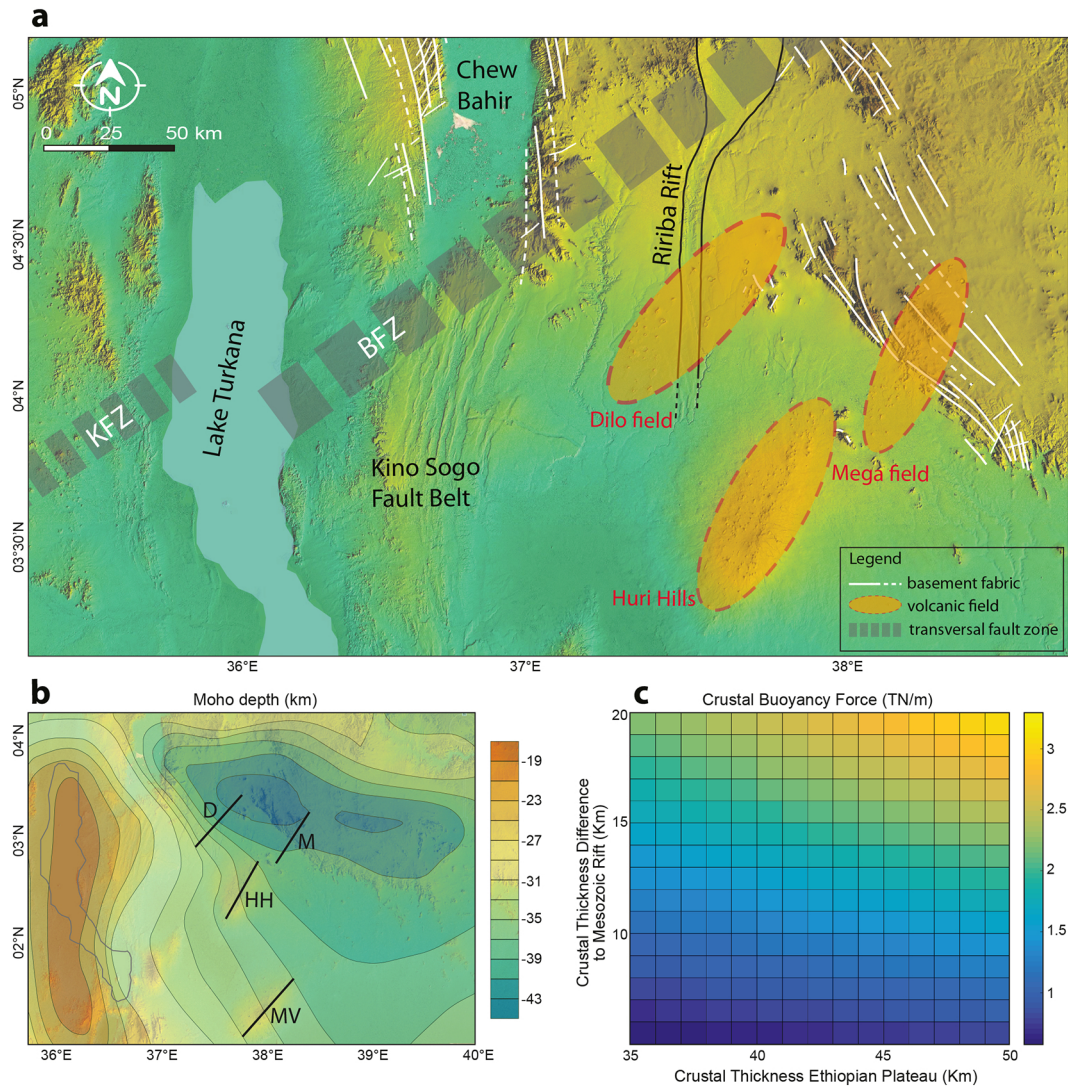 a
05°N
04°30'N
04°N
03°30'N
N
0 25 50 km
Chew
Bahir
Ririba Rift
BFZ
KFZ
Lake Turkana
Kino Sogo
Fault Belt
Dilo field
Mega field
Huri Hills
Legend
basement fabric
volcanic field
transversal fault zone
36°E 37°E 38°E
b
Moho depth (km)
04°N
03°N
02°N
D
M
HH
MV
36°E 37°E 38°E 39°E 40°E
-19
-23
-27
-31
-35
-39
-43
c
Crustal Buoyancy Force (TN/m)
Crustal Thickness Difference
to Mesozoic Rift (Km)
20
15
10
35 40 45 50
Crustal Thickness Ethiopian Plateau (Km)
3
2.5
2
1.5
1